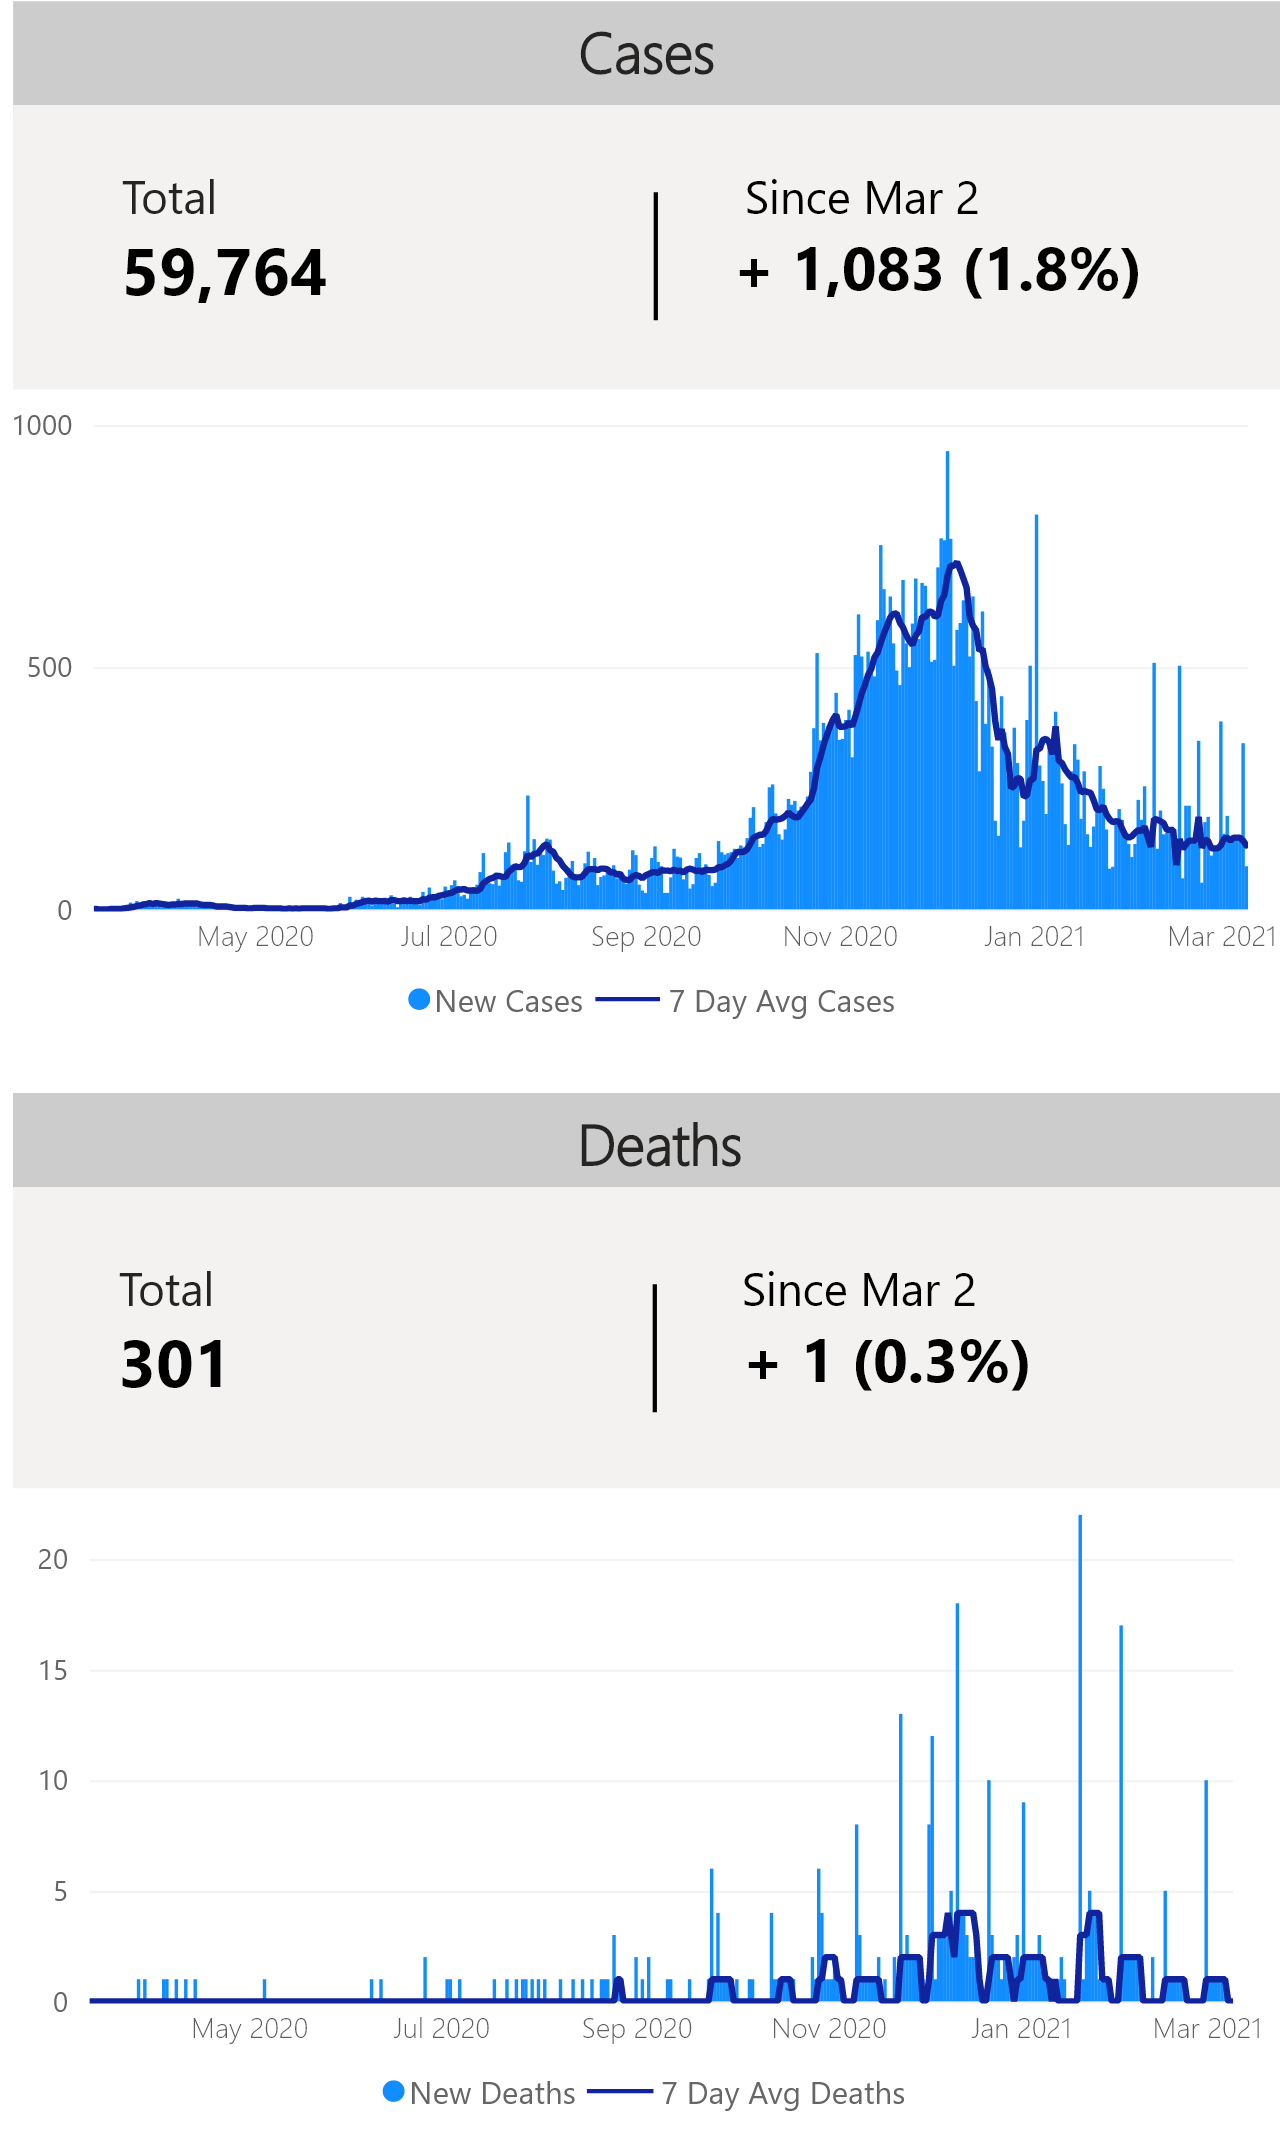 Cases
Total
Since Mar 2
59,764
+ 1,083 (1.8%)
1000
500
0
May 2020 Jul 2020 Sep 2020 Nov 2020 Jan 2021 Mar 2021
New Cases 7 Day Avg Cases
Deaths
Total
Since Mar 2
301
+ 1 (0.3%)
20
15
10
5
0
May 2020 Jul 2020 Sep 2020 Nov 2020 Jan 2021 Mar 2021
New Deaths 7 Day Avg Deaths